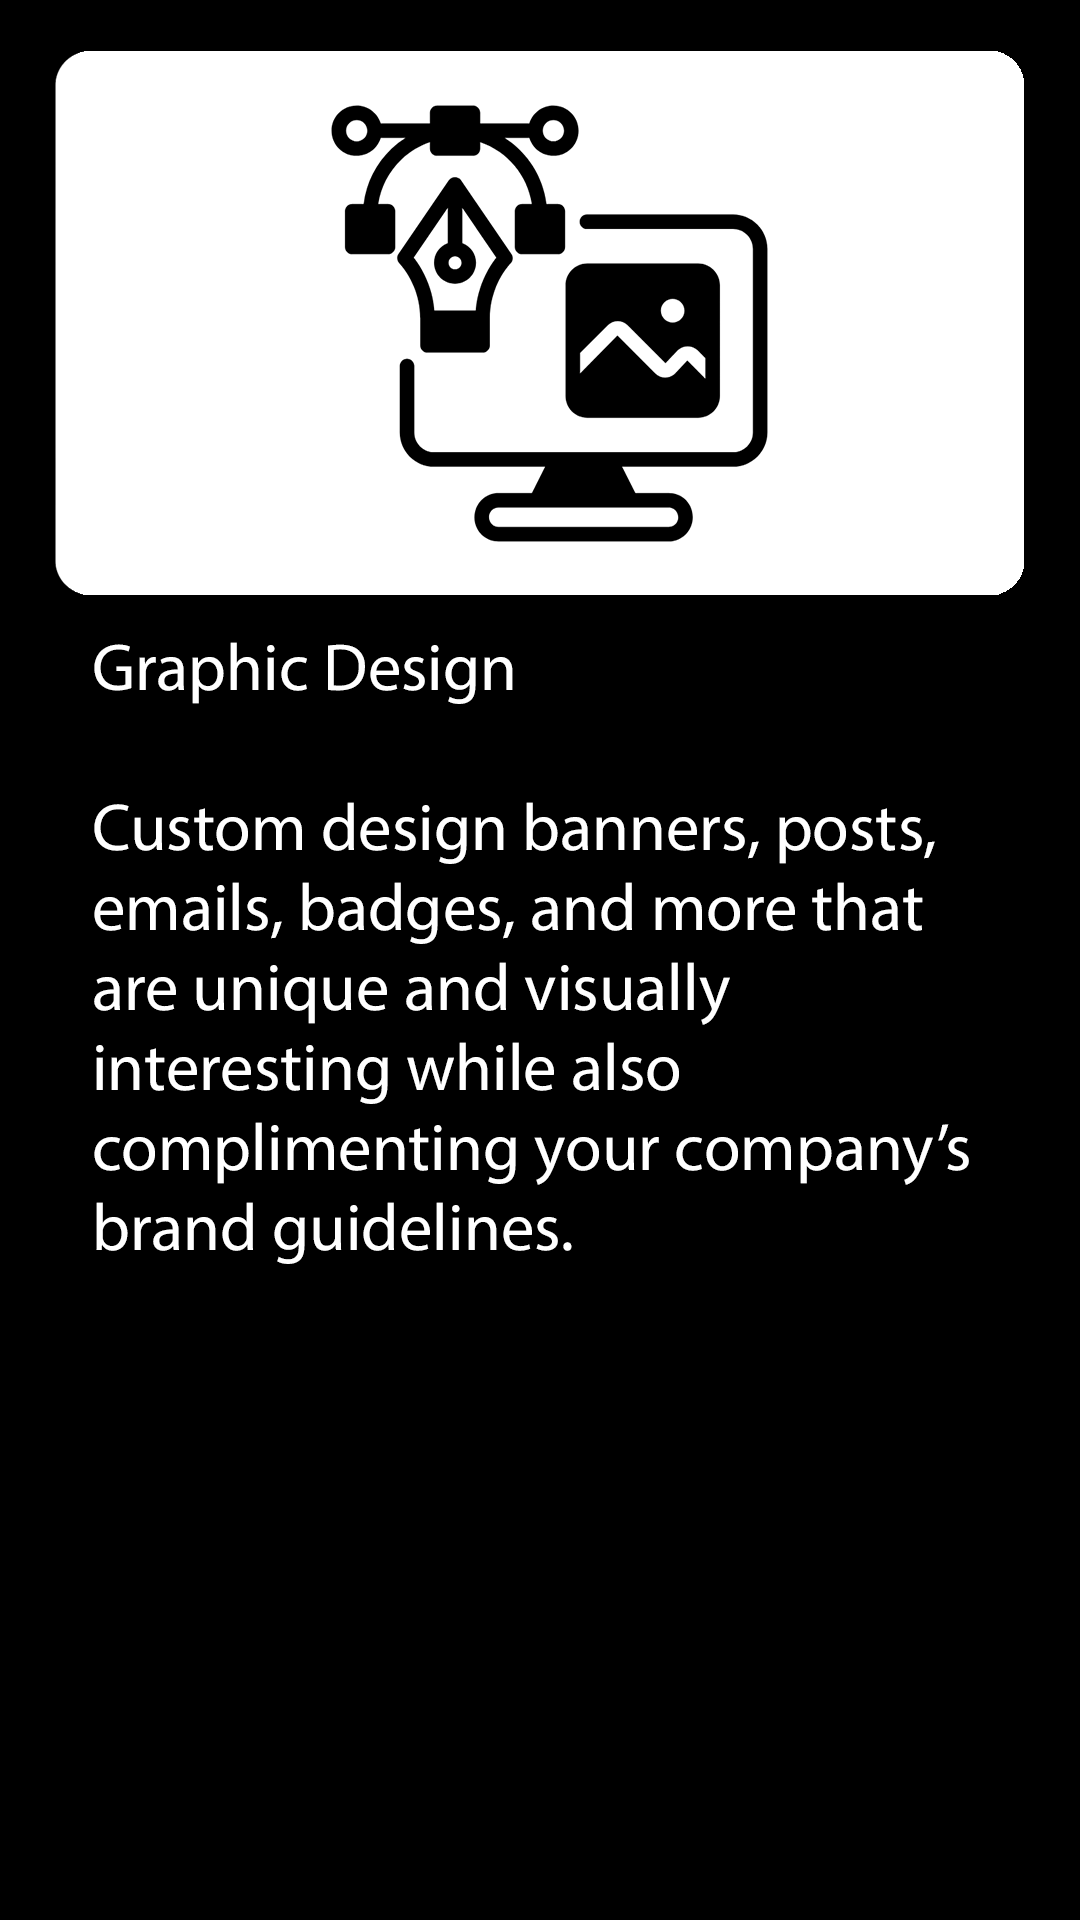 Graphic Design
Custom design banners, posts,
emails, badges, and more that
are unique and visually
interesting while also
complimenting your company’s
brand guidelines.